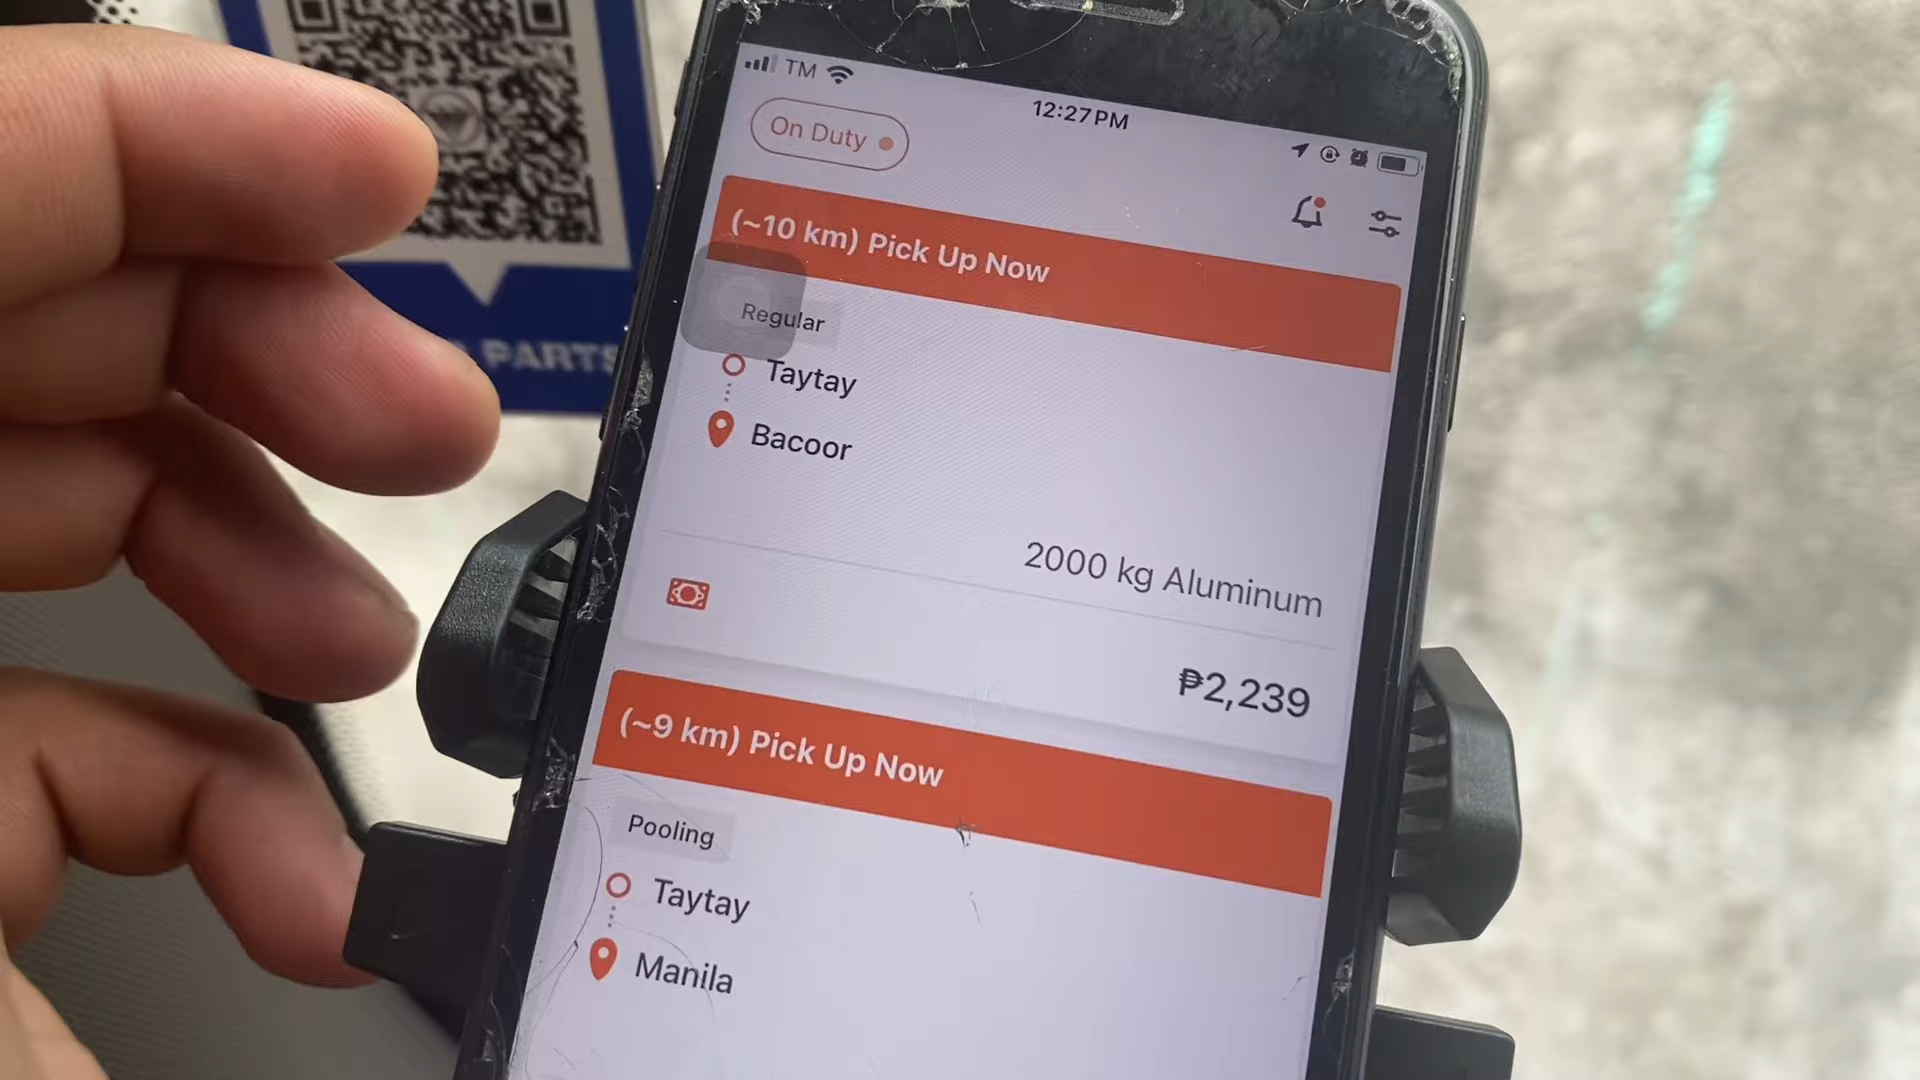 TM
12:27 PM
On Duty
(~10 km) Pick Up Now
Regular
Taytay
Bacoor
2000 kg Aluminum
₱2,239
(~9 km) Pick Up Now
Pooling
Taytay
Manila
PARTS